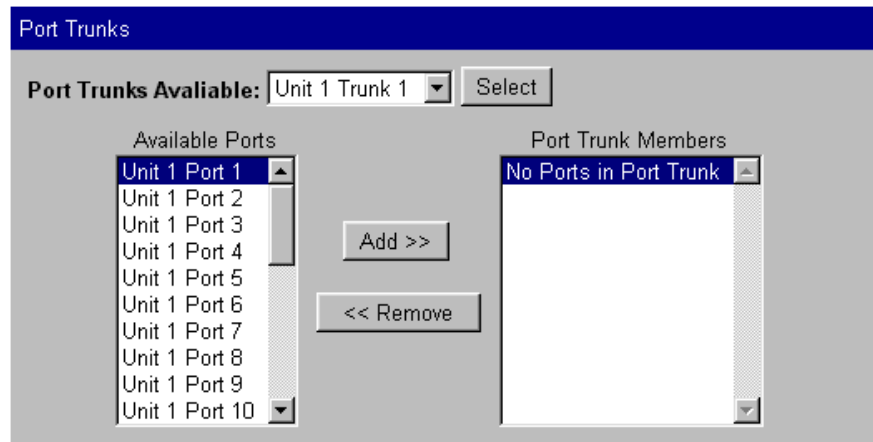 Port Trunks
Port Trunks Avaliable: Unit 1 Trunk 1 Select
Available Ports
Port Trunk Members
Unit 1 Port 1
No Ports in Port Trunk
Unit 1 Port 2
Unit 1 Port 3
Add >>
Unit 1 Port 4
Unit 1 Port 5
Unit 1 Port 6
<< Remove
Unit 1 Port 7
Unit 1 Port 8
Unit 1 Port 9
Unit 1 Port 10